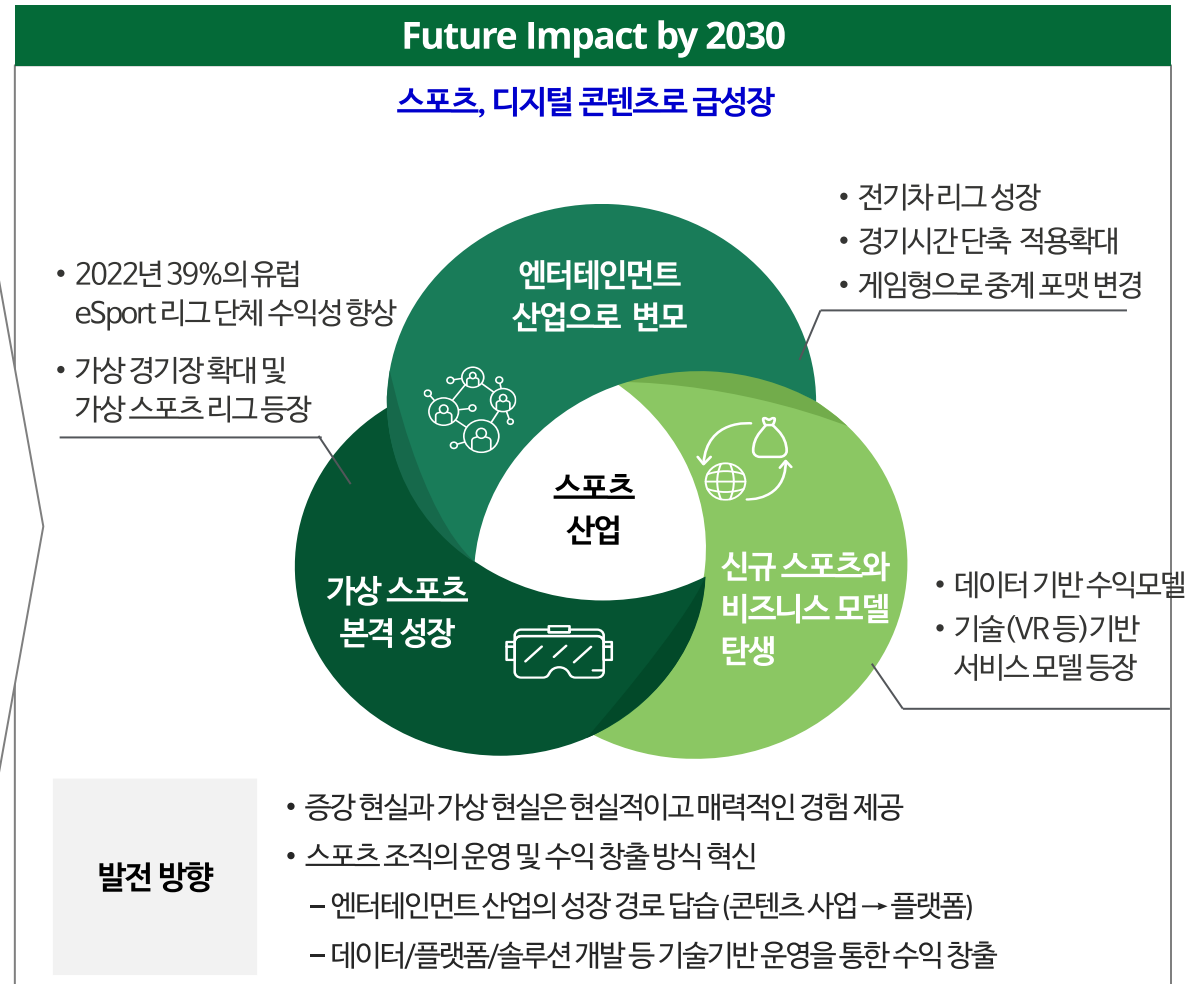 Future Impact by 2030
스포츠, 디지털 콘텐츠로 급성장
• 전기차 리그 성장
• 경기시간 단축 적용확대
• 게임형으로 중계 포맷 변경
• 2022년 39%의 유럽
eSport 리그 단체 수익성 향상
• 가상 경기장 확대 및
가상 스포츠 리그 등장
엔터테인먼트
산업으로 변모
스포츠
산업
가상 스포츠
본격 성장
신규 스포츠와
비즈니스 모델
탄생
• 데이터 기반 수익모델
• 기술(VR 등)기반
서비스 모델 등장
발전 방향
• 증강 현실과 가상 현실은 현실적이고 매력적인 경험 제공
• 스포츠 조직의 운영 및 수익 창출 방식 혁신
– 엔터테인먼트 산업의 성장 경로 답습 (콘텐츠 사업 → 플랫폼)
– 데이터/플랫폼/솔루션 개발 등 기술기반 운영을 통한 수익 창출